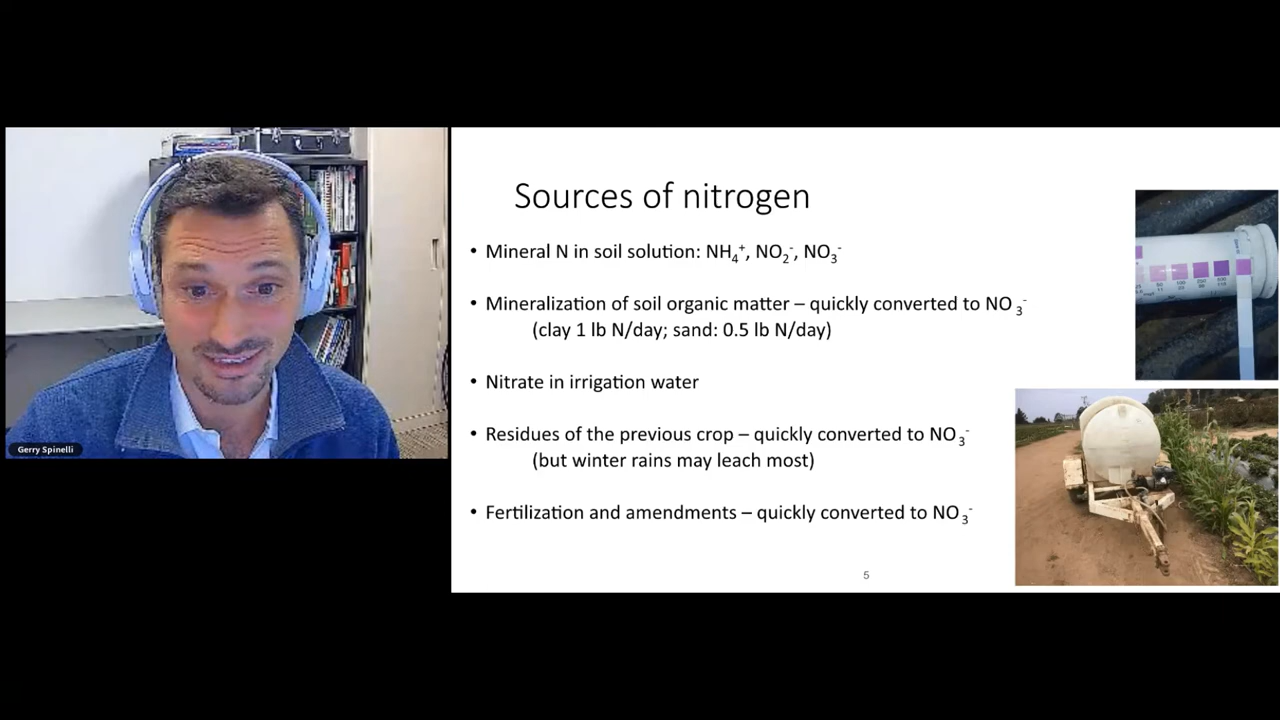 Sources of nitrogen
• Mineral N in soil solution: NH₄⁺, NO₂⁻, NO₃⁻
• Mineralization of soil organic matter – quickly converted to NO₃⁻
(clay 1 lb N/day; sand: 0.5 lb N/day)
• Nitrate in irrigation water
• Residues of the previous crop – quickly converted to NO₃⁻
(but winter rains may leach most)
• Fertilization and amendments – quickly converted to NO₃⁻
5
Gerry Spinelli